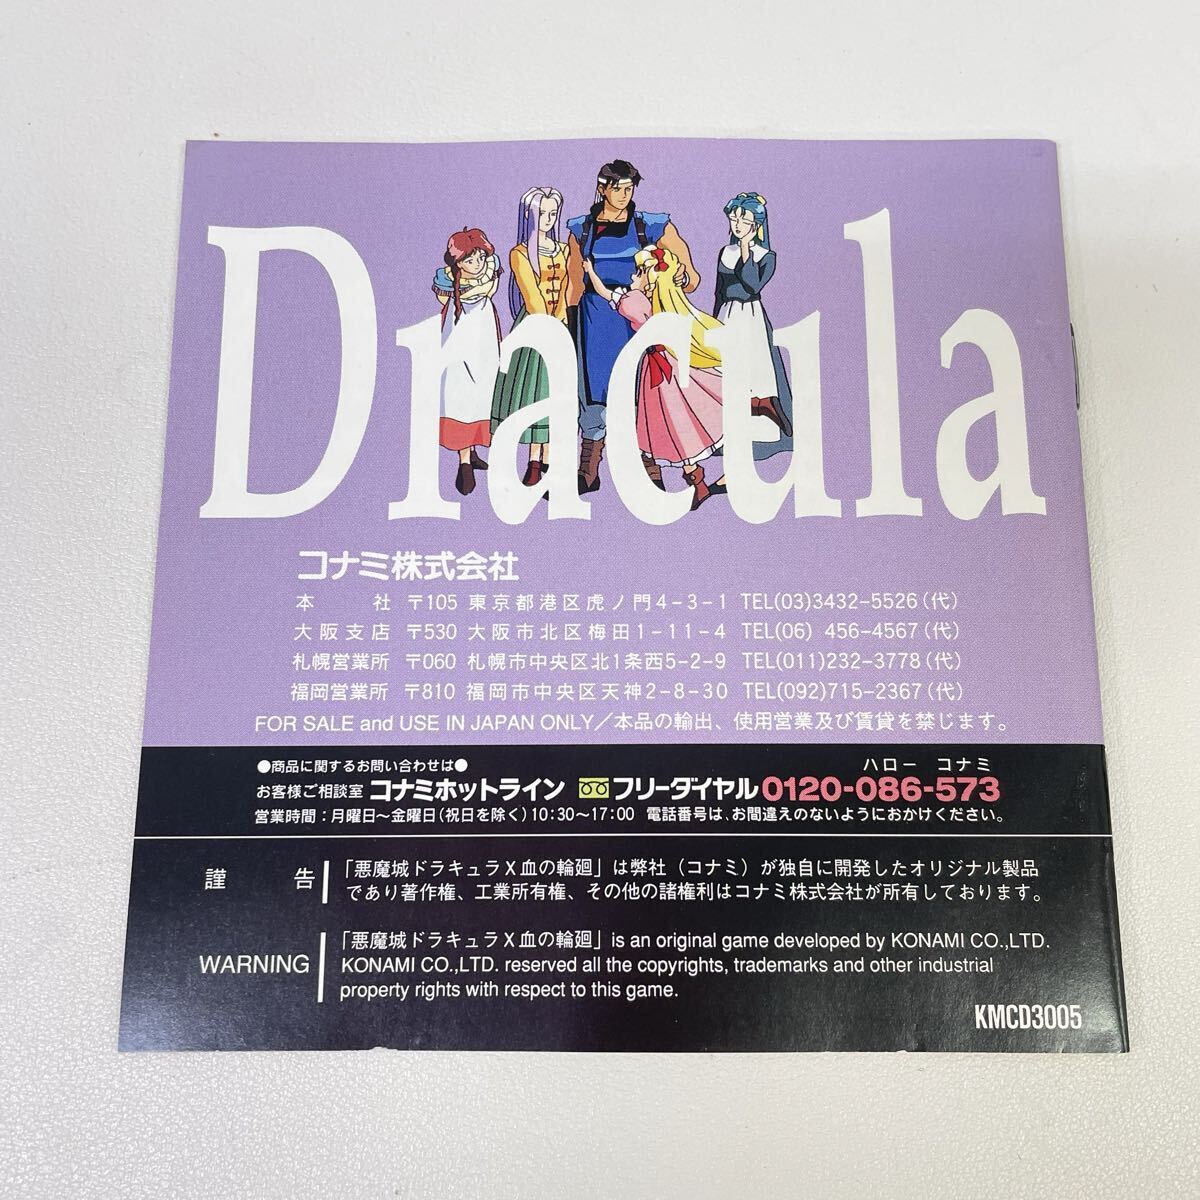 Dracula
コナミ株式会社
本　　社 〒105 東京都港区虎ノ門4-3-1 TEL(03)3432-5526(代)
大阪支店 〒530 大阪市北区梅田1-11-4 TEL(06) 456-4567(代)
札幌営業所 〒060 札幌市中央区北1条西5-2-9 TEL(011)232-3778(代)
福岡営業所 〒810 福岡市中央区天神2-8-30 TEL(092)715-2367(代)
FOR SALE and USE IN JAPAN ONLY／本品の輸出、使用営業及び賃貸を禁じます。
●商品に関するお問い合わせは●
ハロー コナミ
お客様ご相談室 コナミホットライン フリーダイヤル0120-086-573
営業時間：月曜日〜金曜日(祝日を除く)10:30〜17:00 電話番号は、お間違えのないようにおかけください。
謹　　告
「悪魔城ドラキュラX血の輪廻」は弊社（コナミ）が独自に開発したオリジナル製品
であり著作権、工業所有権、その他の諸権利はコナミ株式会社が所有しております。
WARNING
「悪魔城ドラキュラX血の輪廻」is an original game developed by KONAMI CO.,LTD.
KONAMI CO.,LTD. reserved all the copyrights, trademarks and other industrial
property rights with respect to this game.
KMCD3005